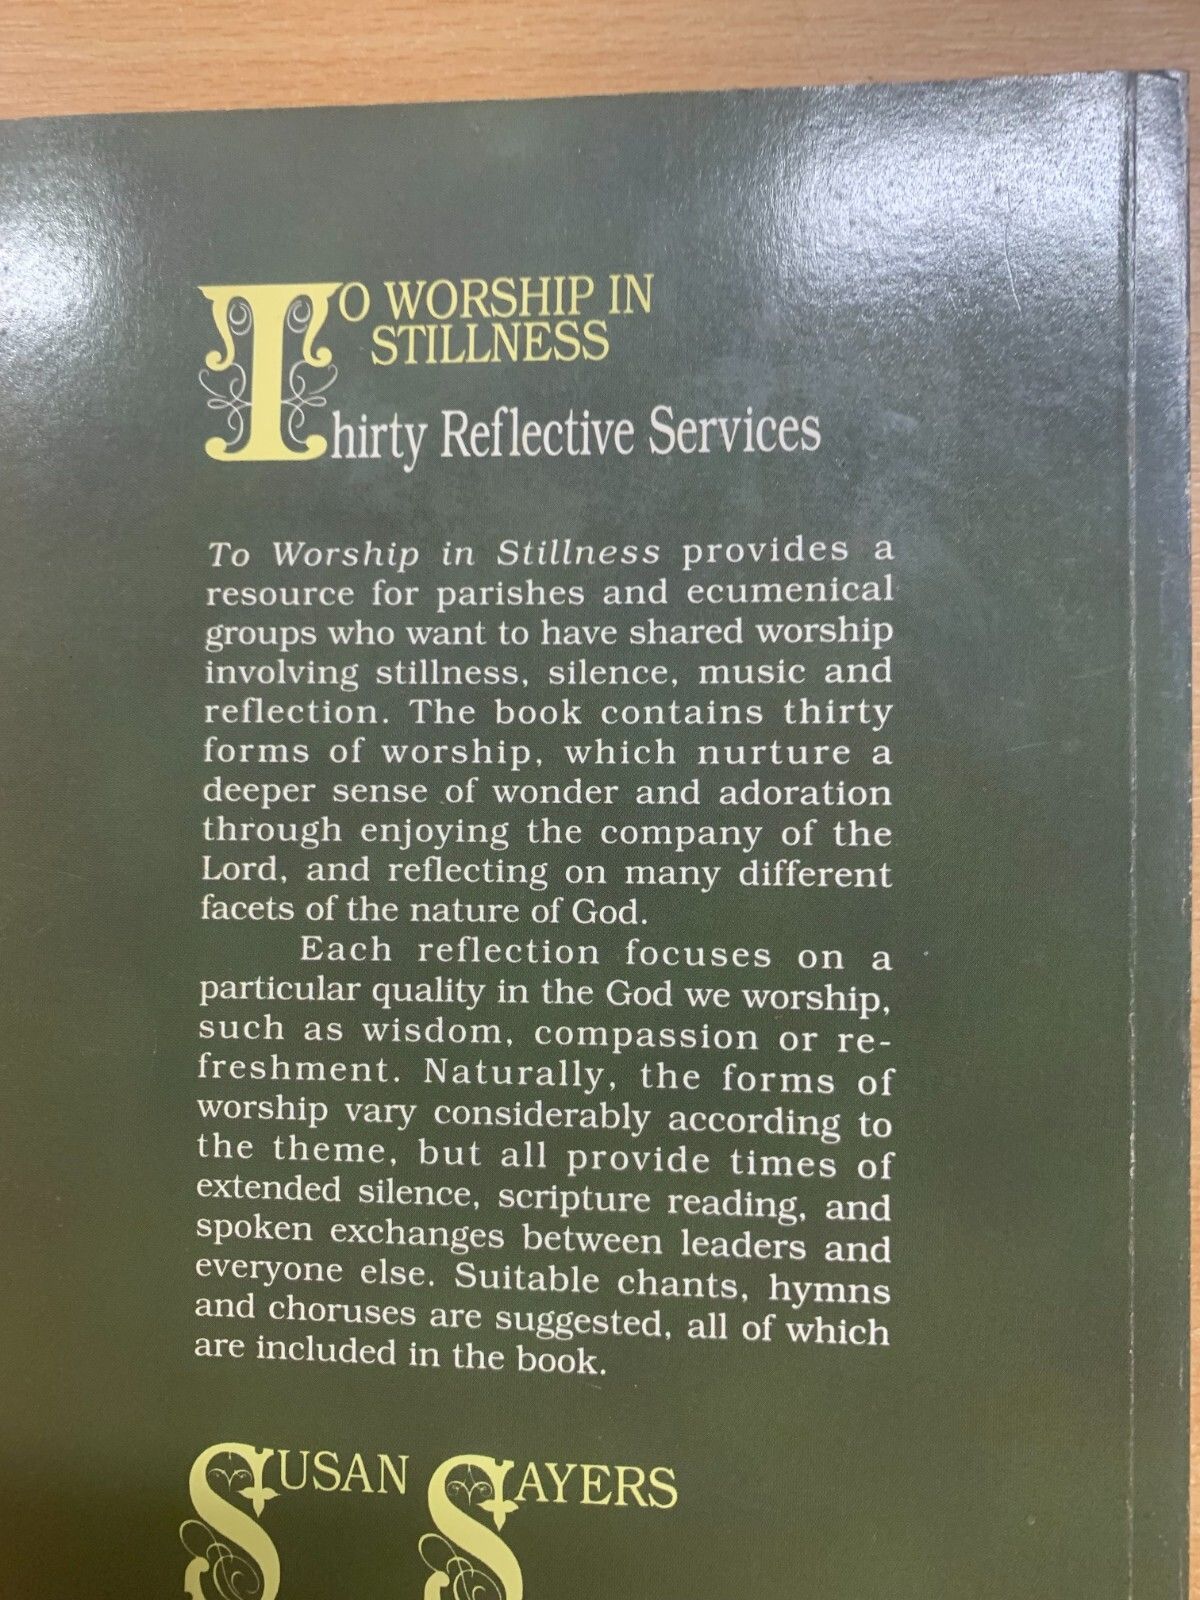 TO WORSHIP IN
STILLNESS
Thirty Reflective Services
To Worship in Stillness provides a
resource for parishes and ecumenical
groups who want to have shared worship
involving stillness, silence, music and
reflection. The book contains thirty
forms of worship, which nurture a
deeper sense of wonder and adoration
through enjoying the company of the
Lord, and reflecting on many different
facets of the nature of God.
Each reflection focuses on a
particular quality in the God we worship,
such as wisdom, compassion or re-
freshment. Naturally, the forms of
worship vary considerably according to
the theme, but all provide times of
extended silence, scripture reading, and
spoken exchanges between leaders and
everyone else. Suitable chants, hymns
and choruses are suggested, all of which
are included in the book.
SUSAN SAYERS